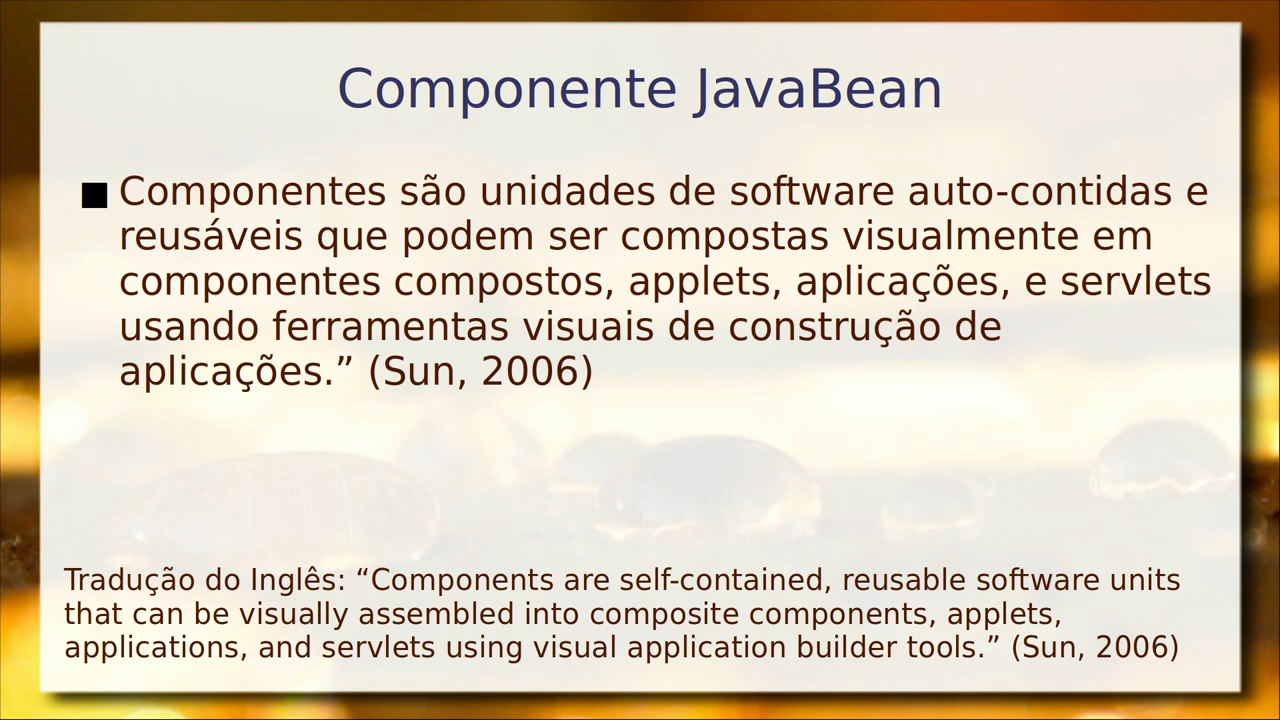 Componente JavaBean
■ Componentes são unidades de software auto-contidas e
reusáveis que podem ser compostas visualmente em
componentes compostos, applets, aplicações, e servlets
usando ferramentas visuais de construção de
aplicações.” (Sun, 2006)
Tradução do Inglês: “Components are self-contained, reusable software units
that can be visually assembled into composite components, applets,
applications, and servlets using visual application builder tools.” (Sun, 2006)